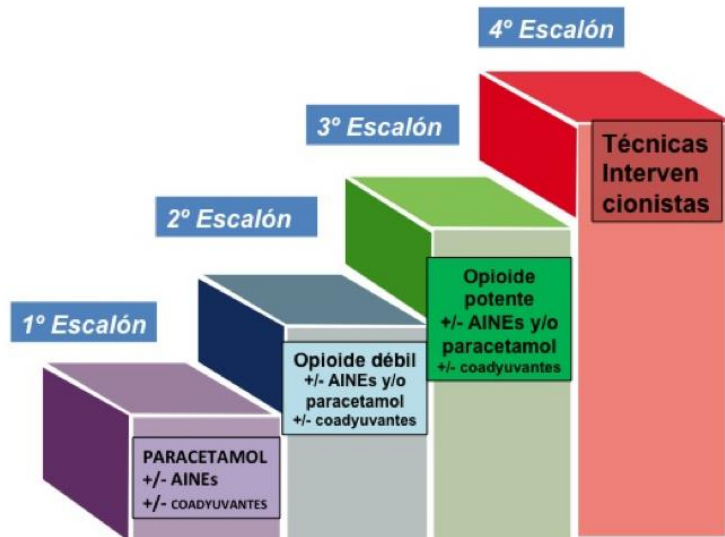 4º Escalón
3º Escalón
2º Escalón
1º Escalón
Técnicas
Interven
cionistas
Opioide
potente
+/- AINEs y/o
paracetamol
+/- coadyuvantes
Opioide débil
+/- AINEs y/o
paracetamol
+/- coadyuvantes
PARACETAMOL
+/- AINEs
+/- COADYUVANTES